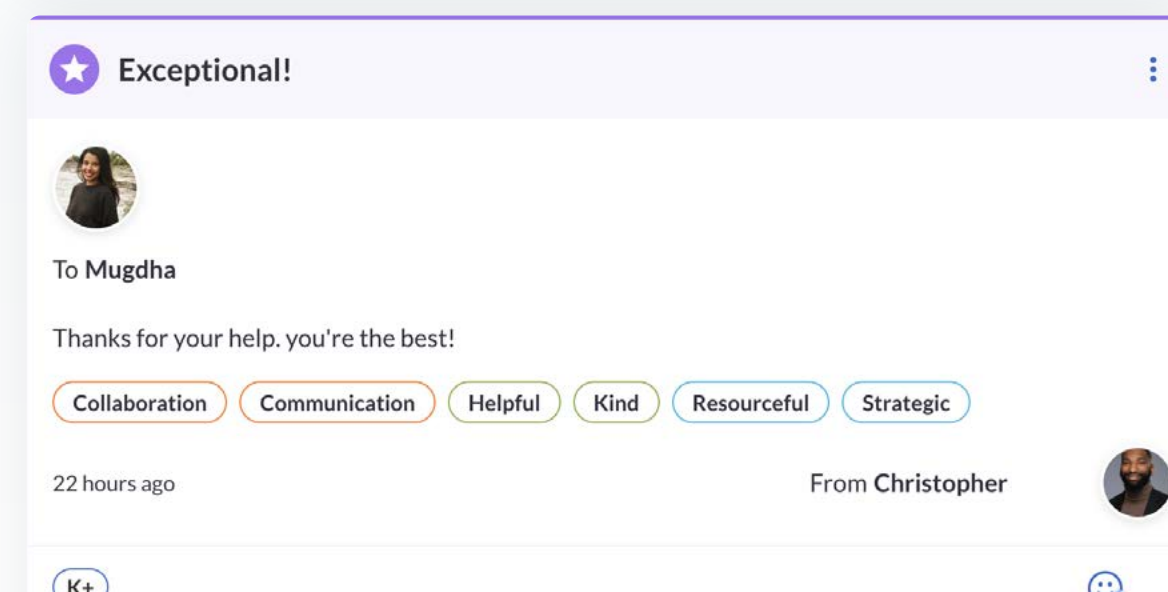 Exceptional!
To Mugdha
Thanks for your help. you're the best!
Collaboration Communication Helpful Kind Resourceful Strategic
22 hours ago From Christopher
K+